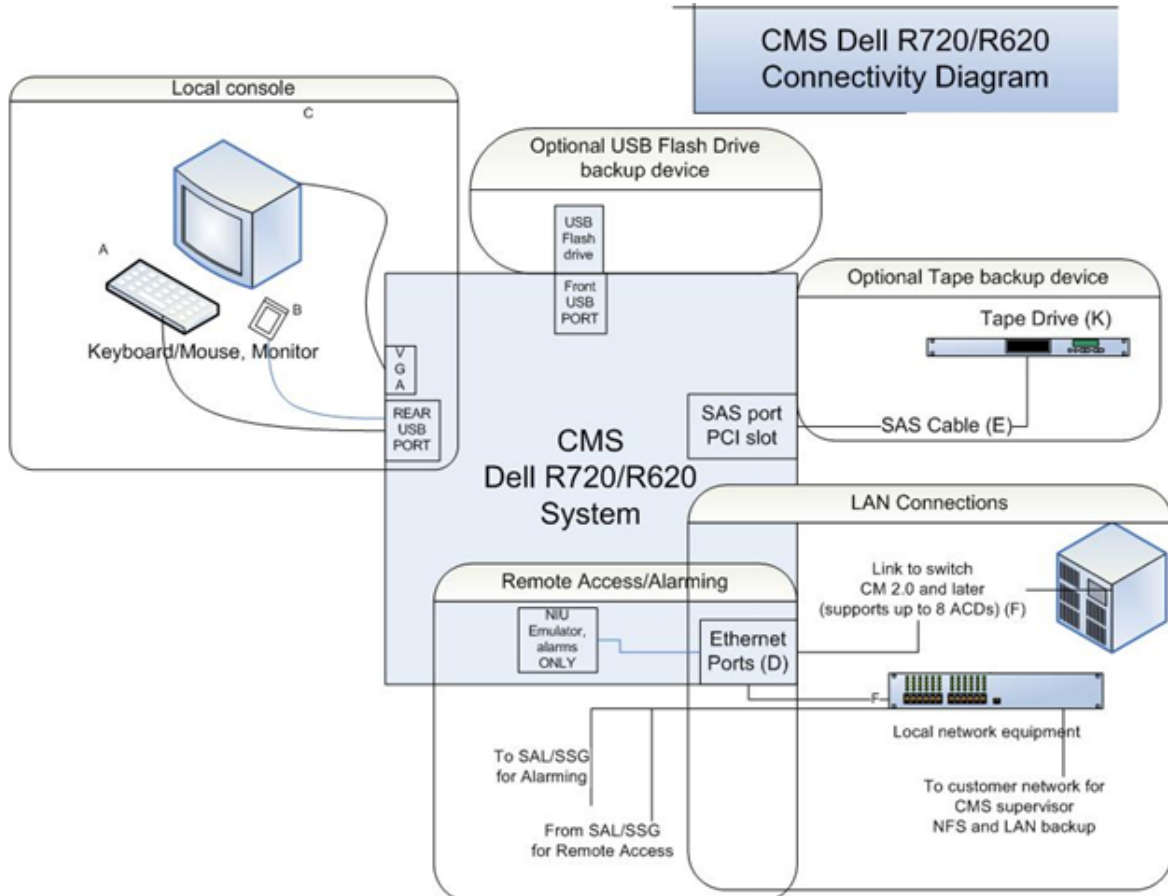 CMS Dell R720/R620
Connectivity Diagram
Local console
C
A
B
Keyboard/Mouse, Monitor
Optional USB Flash Drive
backup device
USB
Flash
drive
Front
USB
PORT
V
G
A
REAR
USB
PORT
Optional Tape backup device
Tape Drive (K)
SAS port
PCI slot
SAS Cable (E)
CMS
Dell R720/R620
System
LAN Connections
Link to switch
CM 2.0 and later
(supports up to 8 ACDs) (F)
Remote Access/Alarming
NIU
Emulator,
alarms
ONLY
Ethernet
Ports (D)
F
Local network equipment
To SAL/SSG
for Alarming
From SAL/SSG
for Remote Access
To customer network for
CMS supervisor
NFS and LAN backup